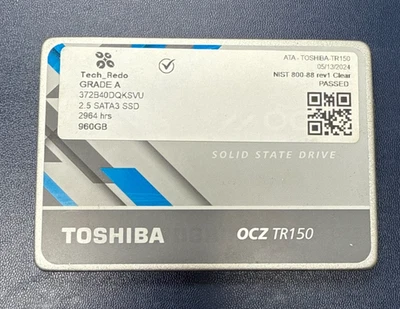 Tech_Redo
GRADE A
372B40DQKSVU
2.5 SATA3 SSD
2964 hrs
960GB
ATA - TOSHIBA-TR150
05/13/2024
NIST 800-88 rev1 Clear
PASSED
SOLID STATE DRIVE
TOSHIBA
OCZ TR150